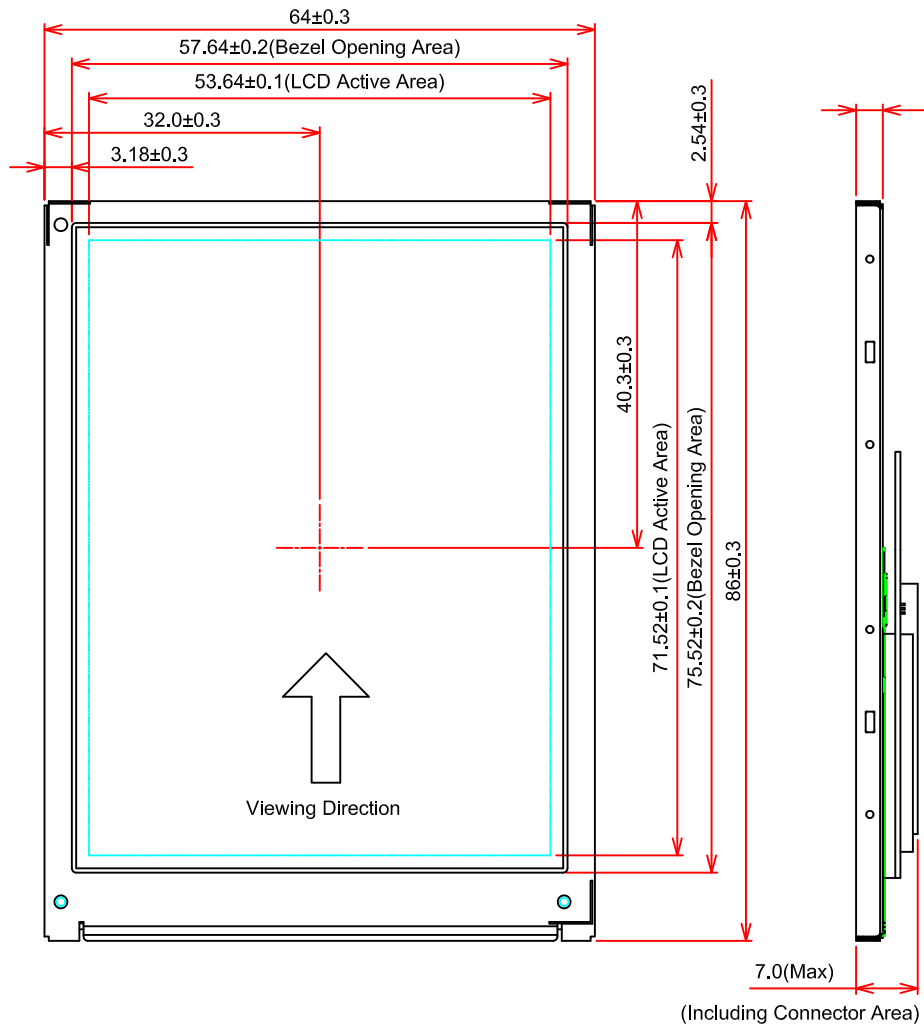 64±0.3
57.64±0.2(Bezel Opening Area)
53.64±0.1(LCD Active Area)
32.0±0.3
3.18±0.3
2.54±0.3
40.3±0.3
71.52±0.1(LCD Active Area)
75.52±0.2(Bezel Opening Area)
86±0.3
Viewing Direction
7.0(Max)
(Including Connector Area)